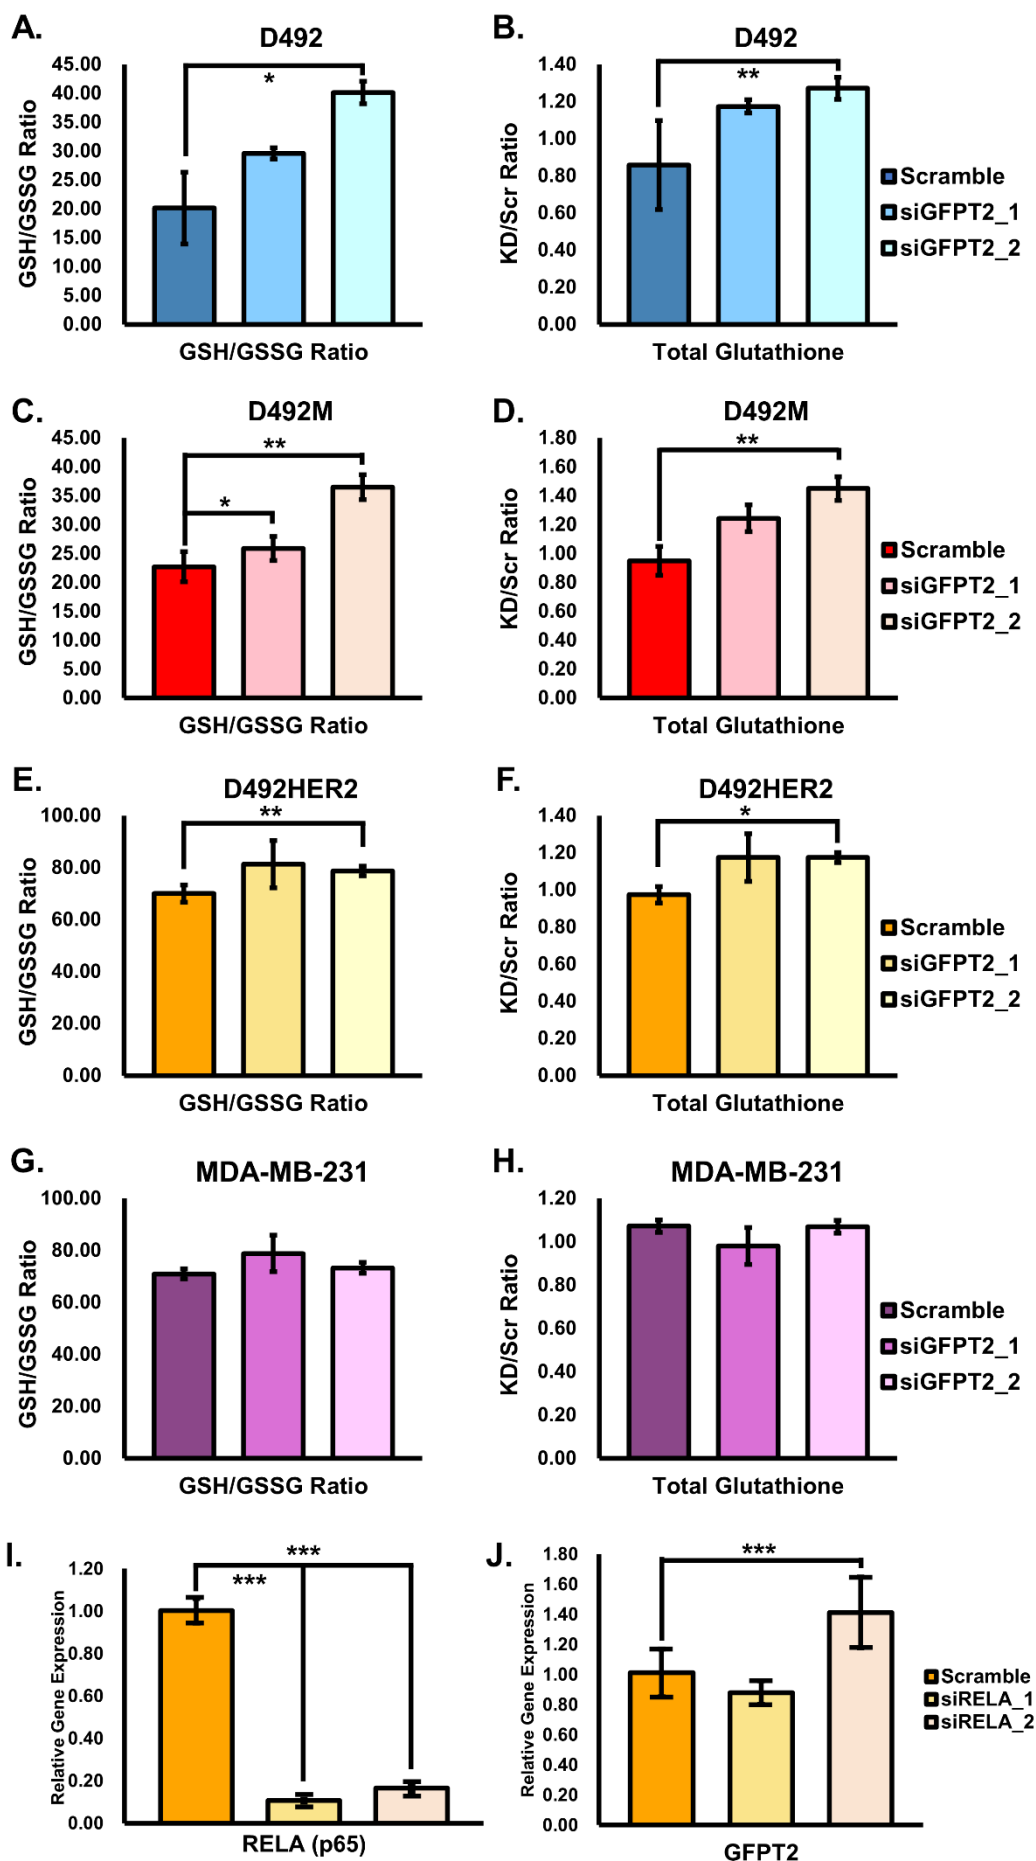 A.
D492
GSH/GSSG Ratio
45.00
40.00
35.00
30.00
25.00
20.00
15.00
10.00
5.00
0.00
*
GSH/GSSG Ratio
B.
D492
KD/Scr Ratio
1.40
1.20
1.00
0.80
0.60
0.40
0.20
0.00
**
Total Glutathione
Scramble
siGFPT2_1
siGFPT2_2
C.
D492M
GSH/GSSG Ratio
45.00
40.00
35.00
30.00
25.00
20.00
15.00
10.00
5.00
0.00
**
*
GSH/GSSG Ratio
D.
D492M
KD/Scr Ratio
1.80
1.60
1.40
1.20
1.00
0.80
0.60
0.40
0.20
0.00
**
Total Glutathione
Scramble
siGFPT2_1
siGFPT2_2
E.
D492HER2
GSH/GSSG Ratio
100.00
80.00
60.00
40.00
20.00
0.00
**
GSH/GSSG Ratio
F.
D492HER2
KD/Scr Ratio
1.40
1.20
1.00
0.80
0.60
0.40
0.20
0.00
*
Total Glutathione
Scramble
siGFPT2_1
siGFPT2_2
G.
MDA-MB-231
GSH/GSSG Ratio
100.00
80.00
60.00
40.00
20.00
0.00
GSH/GSSG Ratio
H.
MDA-MB-231
KD/Scr Ratio
1.20
1.00
0.80
0.60
0.40
0.20
0.00
Total Glutathione
Scramble
siGFPT2_1
siGFPT2_2
I.
Relative Gene Expression
1.20
1.00
0.80
0.60
0.40
0.20
0.00
***
***
RELA (p65)
J.
Relative Gene Expression
1.80
1.60
1.40
1.20
1.00
0.80
0.60
0.40
0.20
0.00
***
GFPT2
Scramble
siRELA_1
siRELA_2